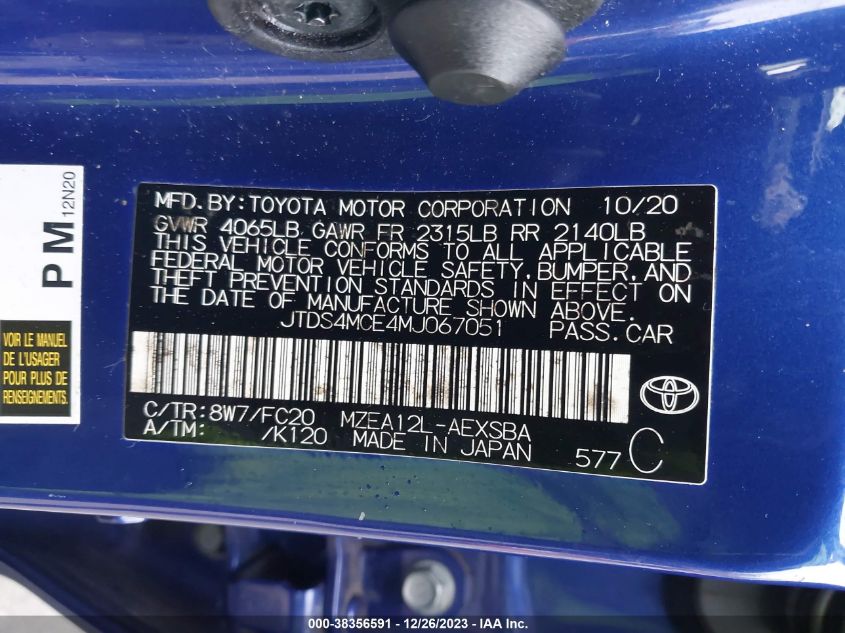 MFD. BY: TOYOTA MOTOR CORPORATION 10/20
GVWR 4065LB GAWR FR 2315LB RR 2140LB
THIS VEHICLE CONFORMS TO ALL APPLICABLE
FEDERAL MOTOR VEHICLE SAFETY, BUMPER, AND
THEFT PREVENTION STANDARDS IN EFFECT ON
THE DATE OF MANUFACTURE SHOWN ABOVE.
JTDS4MCE4MJ067051 PASS. CAR
C/TR: 8W7/FC20 MZEA12L-AEXSBA
A/TM: /K120 MADE IN JAPAN 577 C
PM
12N20
VOIR LE MANUEL
DE L'USAGER
POUR PLUS DE
RENSEIGNEMENTS.
000-38356591 - 12/26/2023 - IAA Inc.